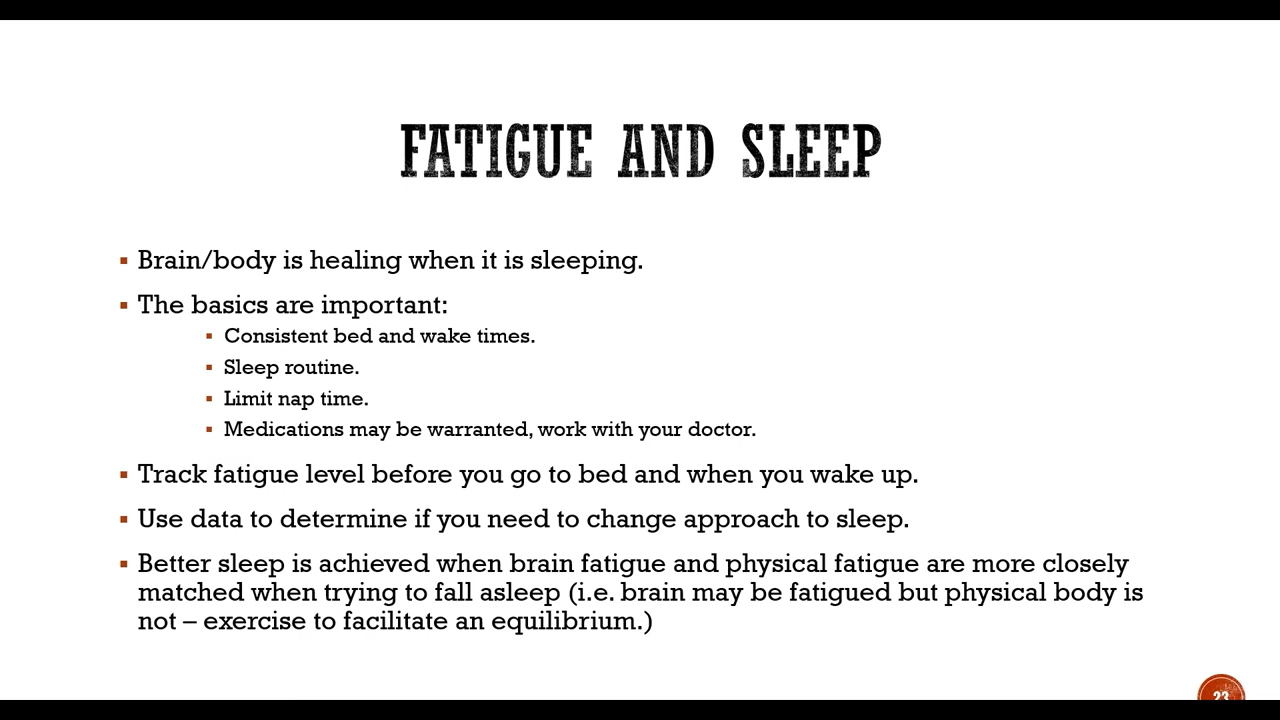 FATIGUE AND SLEEP
▪ Brain/body is healing when it is sleeping.
▪ The basics are important:
▪ Consistent bed and wake times.
▪ Sleep routine.
▪ Limit nap time.
▪ Medications may be warranted, work with your doctor.
▪ Track fatigue level before you go to bed and when you wake up.
▪ Use data to determine if you need to change approach to sleep.
▪ Better sleep is achieved when brain fatigue and physical fatigue are more closely
matched when trying to fall asleep (i.e. brain may be fatigued but physical body is
not – exercise to facilitate an equilibrium.)
23